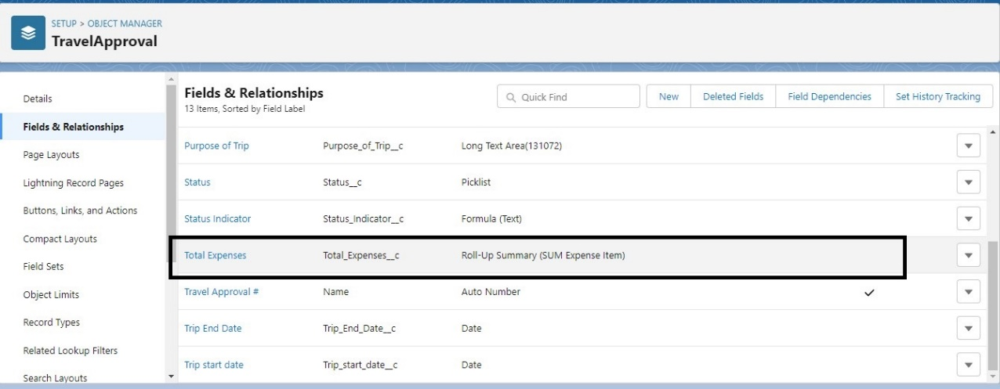 SETUP > OBJECT MANAGER
TravelApproval
Details
Fields & Relationships
Page Layouts
Lightning Record Pages
Buttons, Links, and Actions
Compact Layouts
Field Sets
Object Limits
Record Types
Related Lookup Filters
Search Layouts
Fields & Relationships
13 Items, Sorted by Field Label
Quick Find
New
Deleted Fields
Field Dependencies
Set History Tracking
Purpose of Trip Purpose_of_Trip__c Long Text Area(131072)
Status Status__c Picklist
Status Indicator Status_Indicator__c Formula (Text)
Total Expenses Total_Expenses__c Roll-Up Summary (SUM Expense Item)
Travel Approval # Name Auto Number
Trip End Date Trip_End_Date__c Date
Trip start date Trip_start_date__c Date